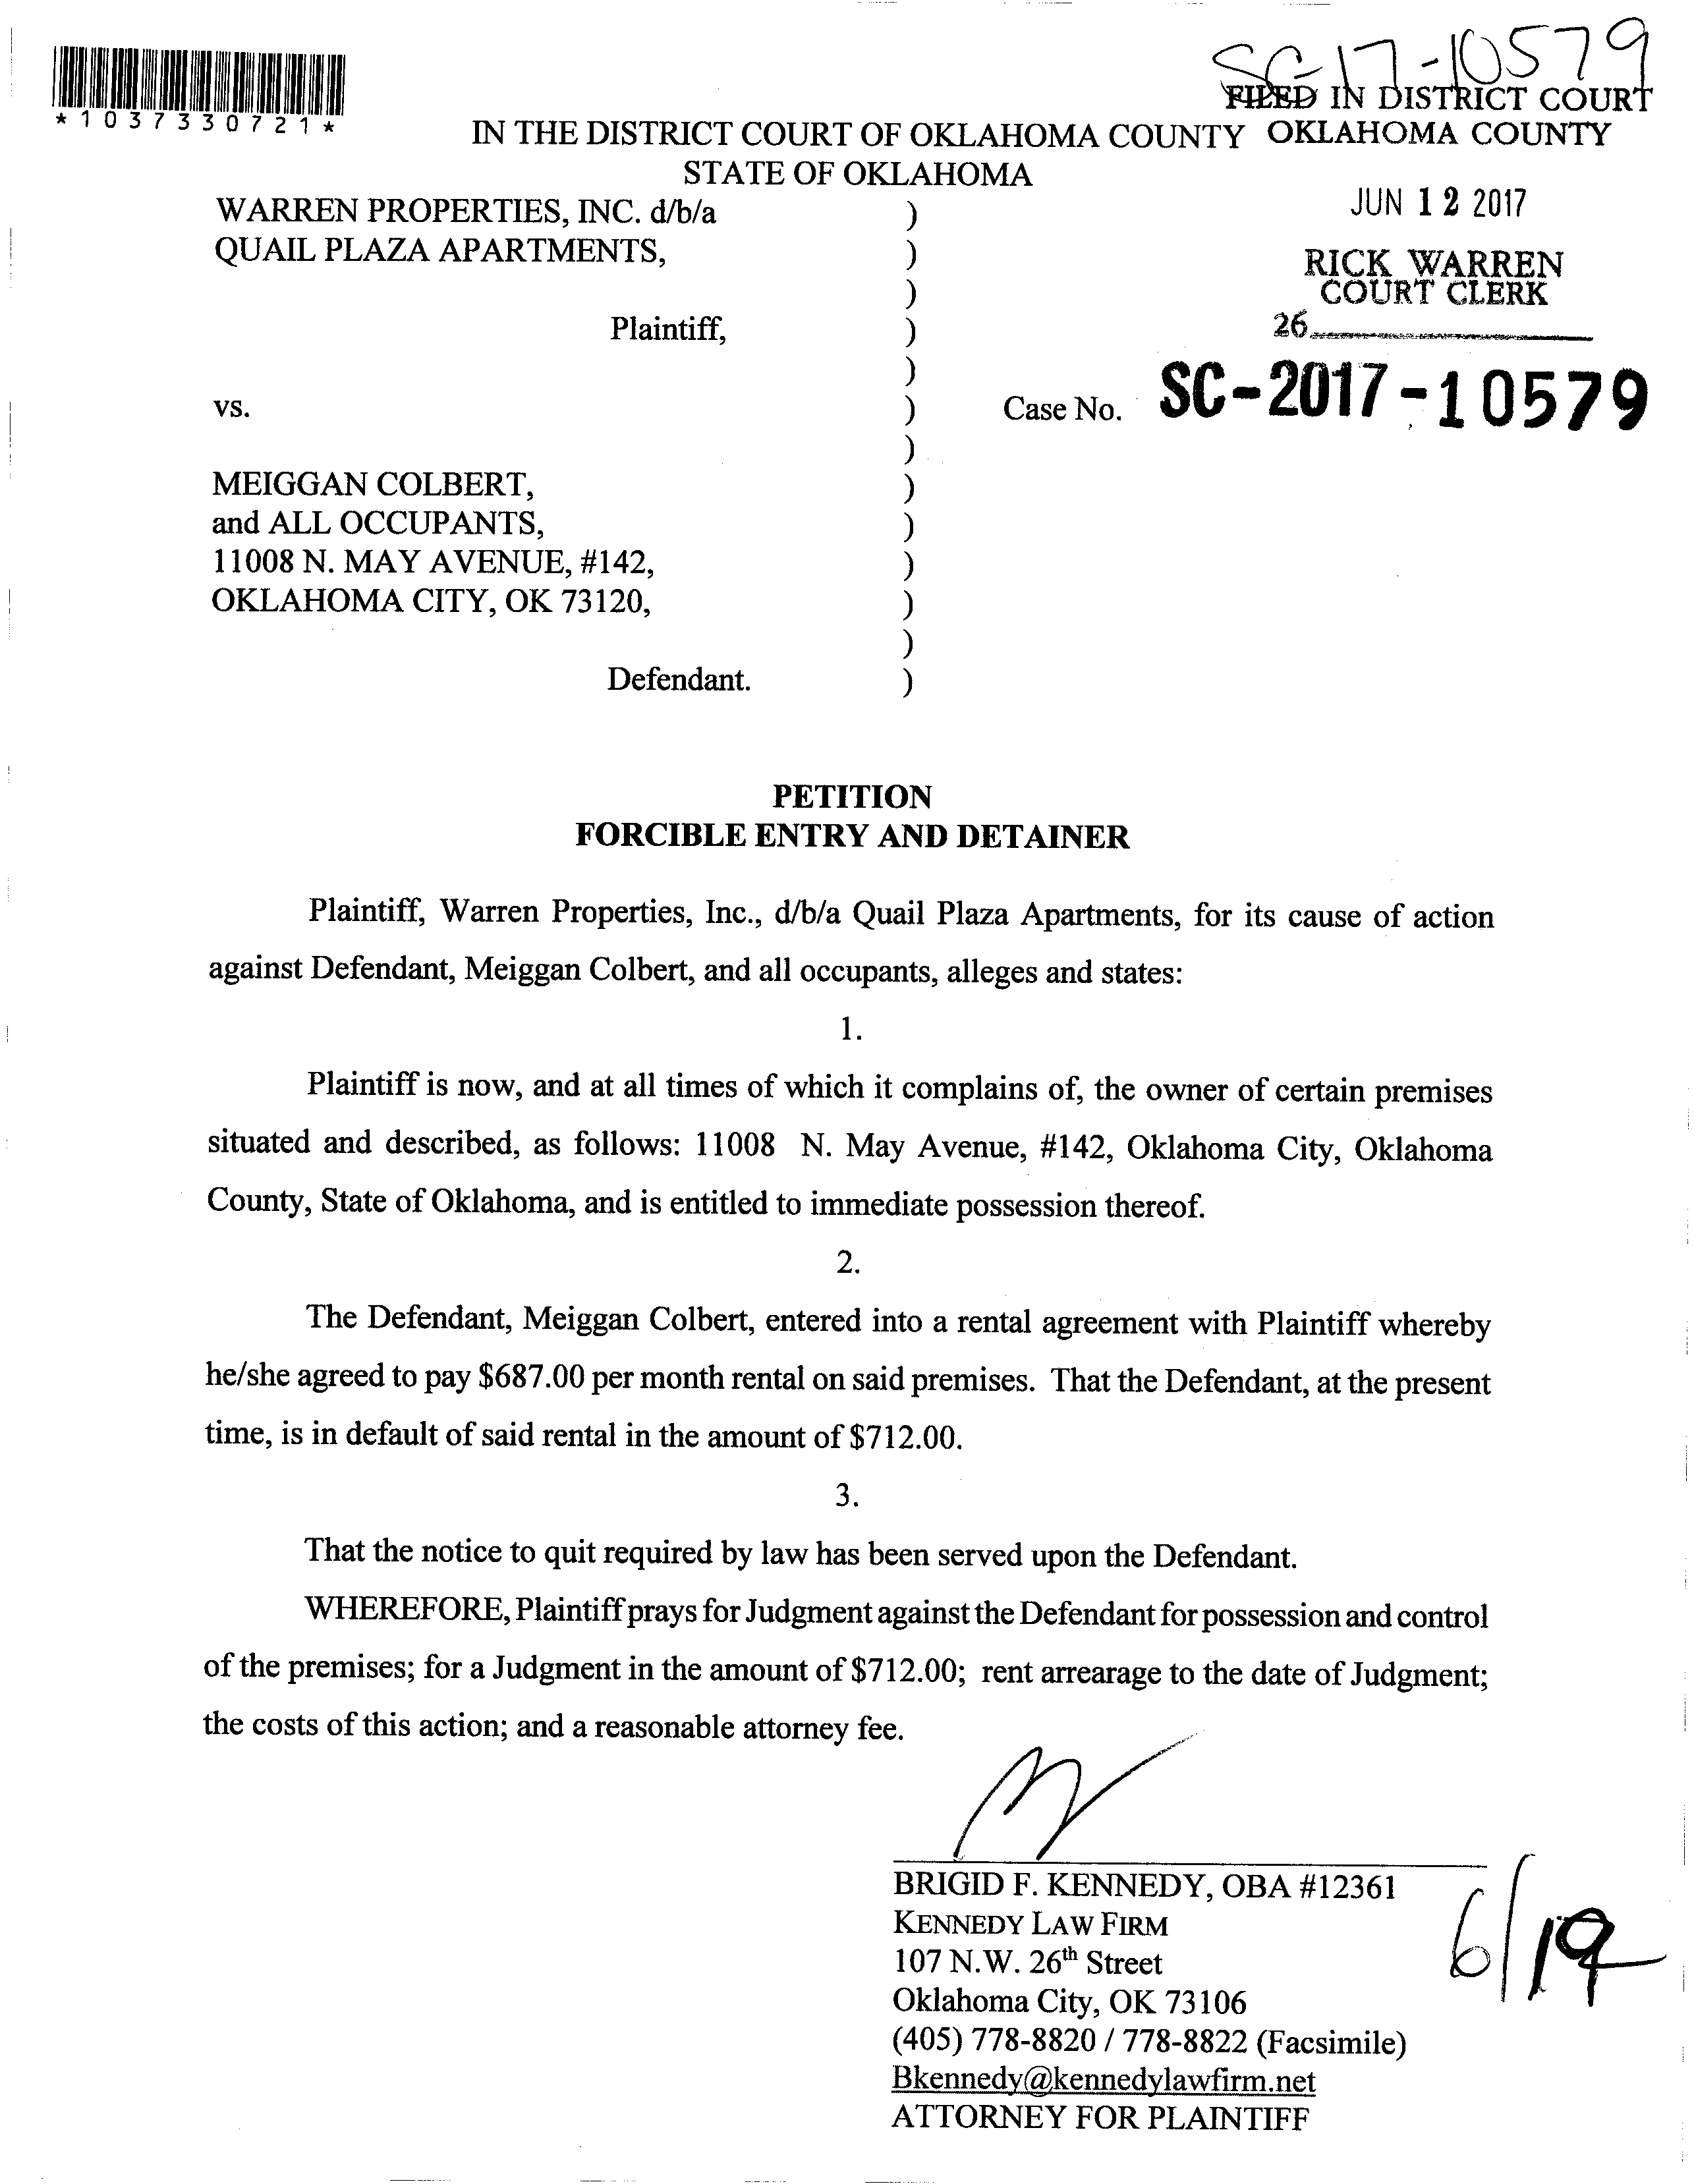 SC-17-10579
*1037330721*
FILED IN DISTRICT COURT
OKLAHOMA COUNTY
IN THE DISTRICT COURT OF OKLAHOMA COUNTY
STATE OF OKLAHOMA
JUN 12 2017
RICK WARREN
COURT CLERK
26
WARREN PROPERTIES, INC. d/b/a )
QUAIL PLAZA APARTMENTS, )
)
Plaintiff, )
)
vs. ) Case No. SC-2017-10579
)
MEIGGAN COLBERT, )
and ALL OCCUPANTS, )
11008 N. MAY AVENUE, #142, )
OKLAHOMA CITY, OK 73120, )
)
Defendant. )
PETITION
FORCIBLE ENTRY AND DETAINER
Plaintiff, Warren Properties, Inc., d/b/a Quail Plaza Apartments, for its cause of action
against Defendant, Meiggan Colbert, and all occupants, alleges and states:
1.
Plaintiff is now, and at all times of which it complains of, the owner of certain premises
situated and described, as follows: 11008 N. May Avenue, #142, Oklahoma City, Oklahoma
County, State of Oklahoma, and is entitled to immediate possession thereof.
2.
The Defendant, Meiggan Colbert, entered into a rental agreement with Plaintiff whereby
he/she agreed to pay $687.00 per month rental on said premises. That the Defendant, at the present
time, is in default of said rental in the amount of $712.00.
3.
That the notice to quit required by law has been served upon the Defendant.
WHEREFORE, Plaintiff prays for Judgment against the Defendant for possession and control
of the premises; for a Judgment in the amount of $712.00; rent arrearage to the date of Judgment;
the costs of this action; and a reasonable attorney fee.
BRIGID F. KENNEDY, OBA #12361
KENNEDY LAW FIRM
107 N.W. 26th Street
Oklahoma City, OK 73106
(405) 778-8820 / 778-8822 (Facsimile)
Bkennedy@kennedylawfirm.net
ATTORNEY FOR PLAINTIFF
6/19